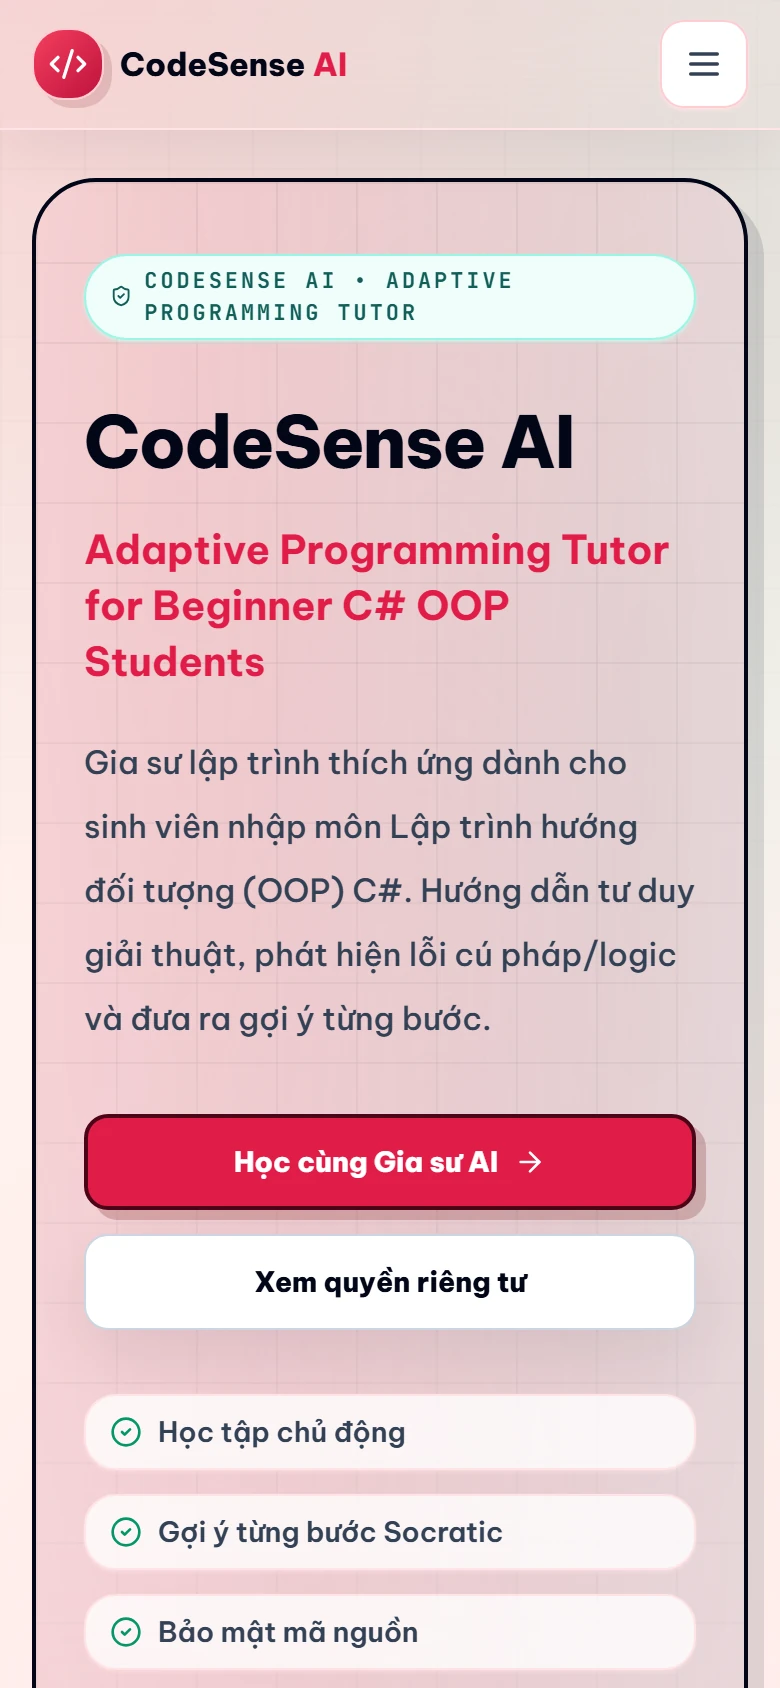 CodeSense AI
CODESENSE AI • ADAPTIVE
PROGRAMMING TUTOR
CodeSense AI
Adaptive Programming Tutor
for Beginner C# OOP
Students
Gia sư lập trình thích ứng dành cho
sinh viên nhập môn Lập trình hướng
đối tượng (OOP) C#. Hướng dẫn tư duy
giải thuật, phát hiện lỗi cú pháp/logic
và đưa ra gợi ý từng bước.
Học cùng Gia sư AI →
Xem quyền riêng tư
Học tập chủ động
Gợi ý từng bước Socratic
Bảo mật mã nguồn